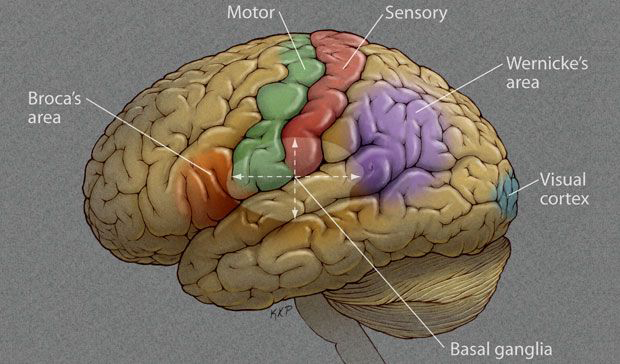 Motor
Sensory
Wernicke's
area
Broca's
area
Visual
cortex
KXP
Basal ganglia